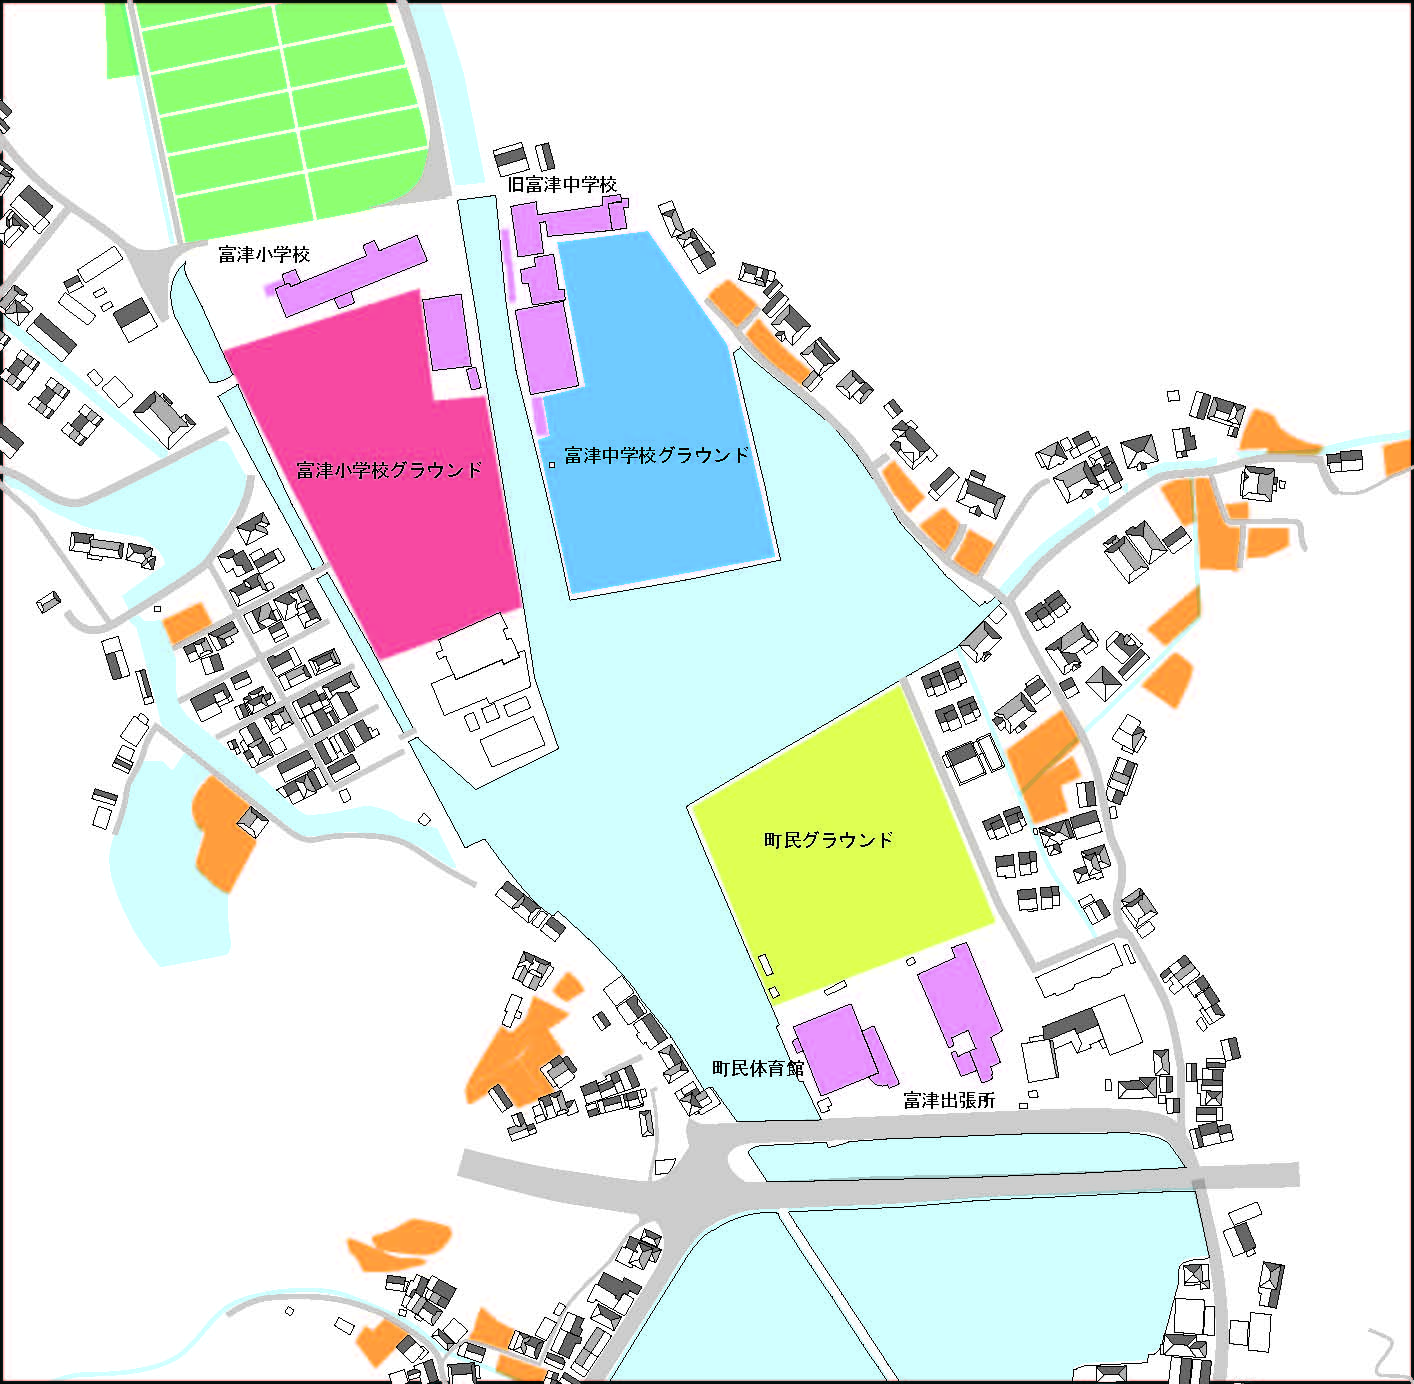 旧富津中学校
富津小学校
富津中学校グラウンド
富津小学校グラウンド
町民グラウンド
町民体育館
富津出張所